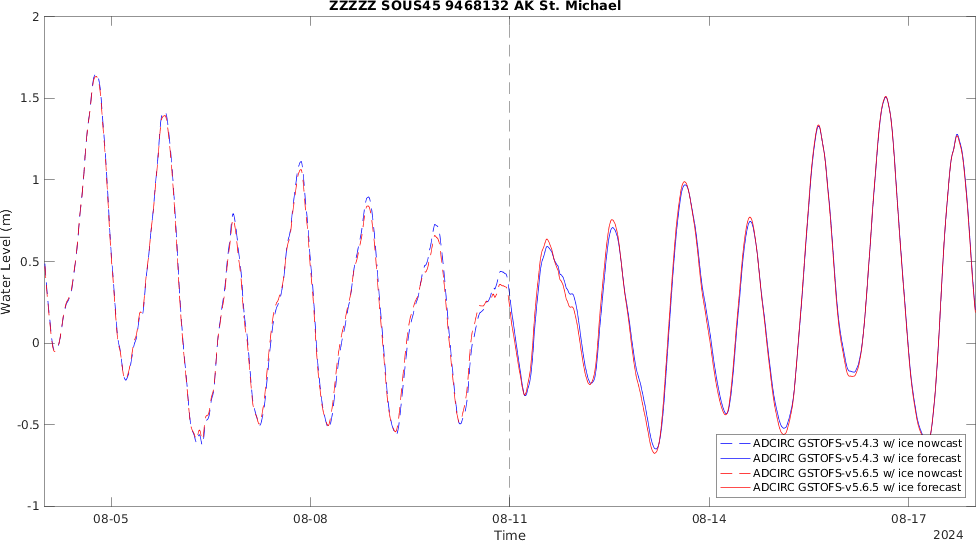 ZZZZZ SOUS45 9468132 AK St. Michael
Water Level (m)
2
1.5
1
0.5
0
-0.5
-1
08-05
08-08
08-11
08-14
08-17
Time
2024
ADCIRC GSTOFS-v5.4.3 w/ ice nowcast
ADCIRC GSTOFS-v5.4.3 w/ ice forecast
ADCIRC GSTOFS-v5.6.5 w/ ice nowcast
ADCIRC GSTOFS-v5.6.5 w/ ice forecast